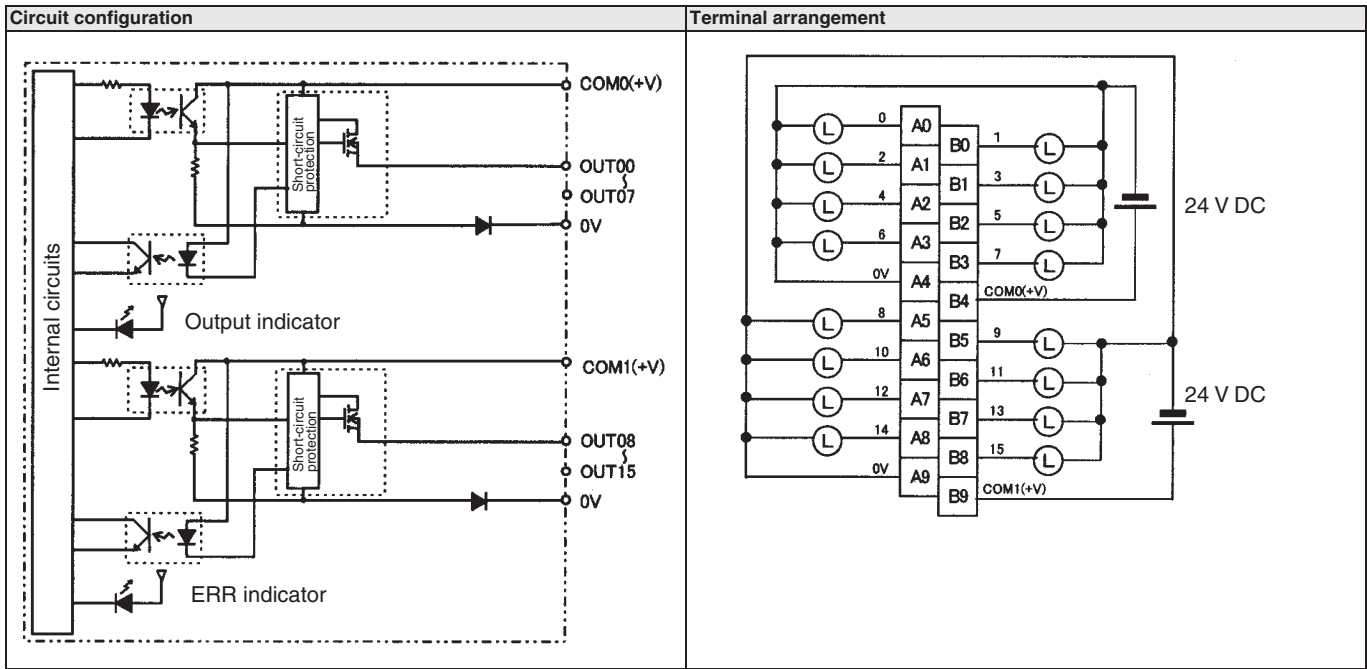 Circuit configuration
Terminal arrangement
COM0(+V)
Short-circuit
protection
OUT00
OUT07
0V
Internal circuits
Output indicator
COM1(+V)
Short-circuit
protection
OUT08
OUT15
0V
ERR indicator
L 0 A0
B0 1 L
L 2 A1
B1 3 L
L 4 A2
B2 5 L
L 6 A3
B3 7 L
0V A4
B4 COM0(+V)
24 V DC
L 8 A5
B5 9 L
L 10 A6
B6 11 L
L 12 A7
B7 13 L
L 14 A8
B8 15 L
0V A9
B9 COM1(+V)
24 V DC